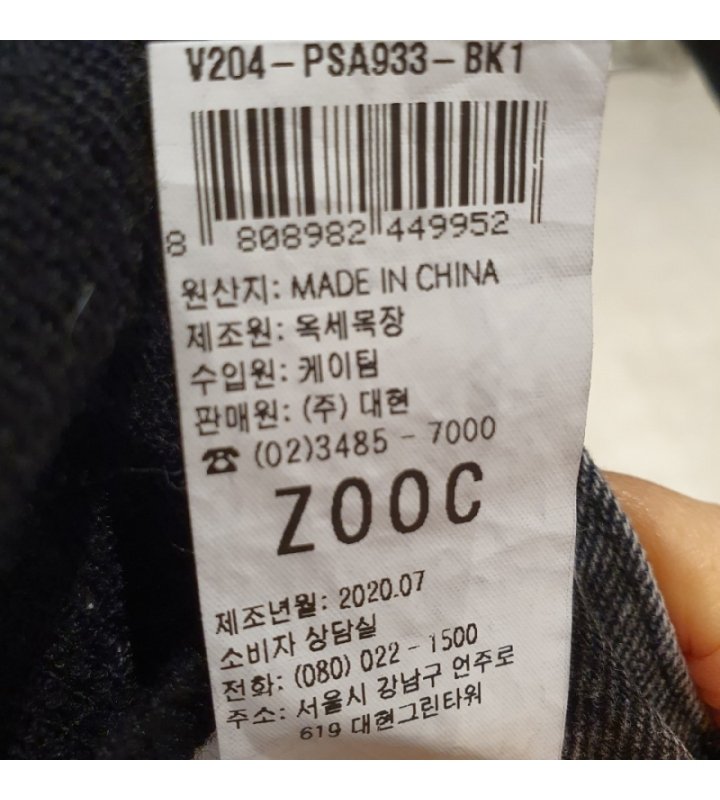 V204-PSA933-BK1
8 808982 449952
원산지: MADE IN CHINA
제조원: 옥세목장
수입원: 케이팀
판매원: (주) 대현
☎ (02)3485 - 7000
ZOOC
제조년월: 2020.07
소비자 상담실
전화: (080) 022 - 1500
주소: 서울시 강남구 언주로
619 대현그린타워